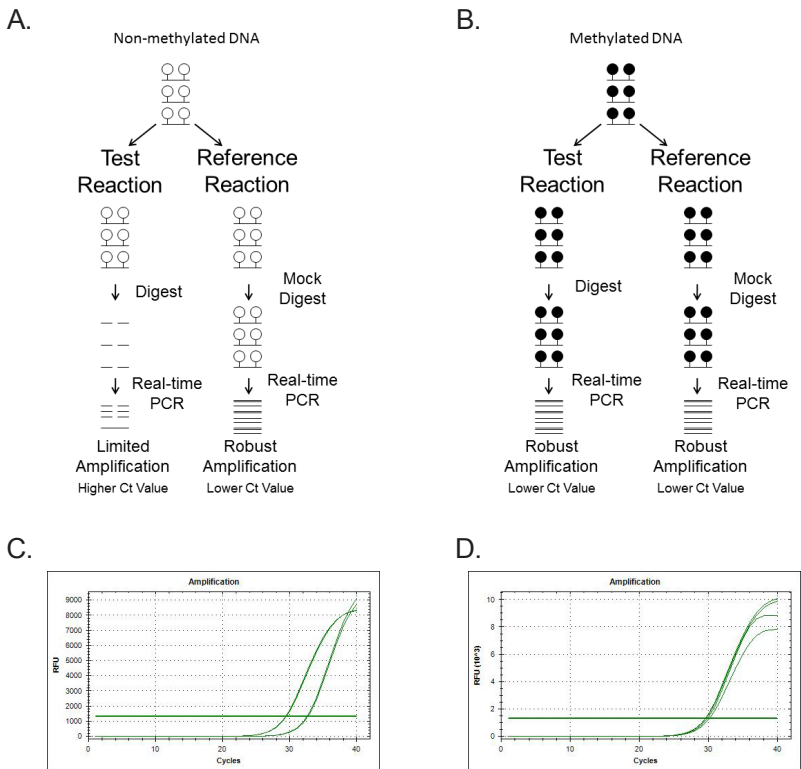 A.
Non-methylated DNA
Test
Reaction
Reference
Reaction
Digest
Mock
Digest
Real-time
PCR
Real-time
PCR
Limited
Amplification
Higher Ct Value
Robust
Amplification
Lower Ct Value
B.
Methylated DNA
Test
Reaction
Reference
Reaction
Digest
Mock
Digest
Real-time
PCR
Real-time
PCR
Robust
Amplification
Lower Ct Value
Robust
Amplification
Lower Ct Value
C.
Amplification
RFU
9000
8000
7000
6000
5000
4000
3000
2000
1000
0
0 10 20 30 40
Cycles
D.
Amplification
RFU (10^3)
10
8
6
4
2
0
0 10 20 30 40
Cycles